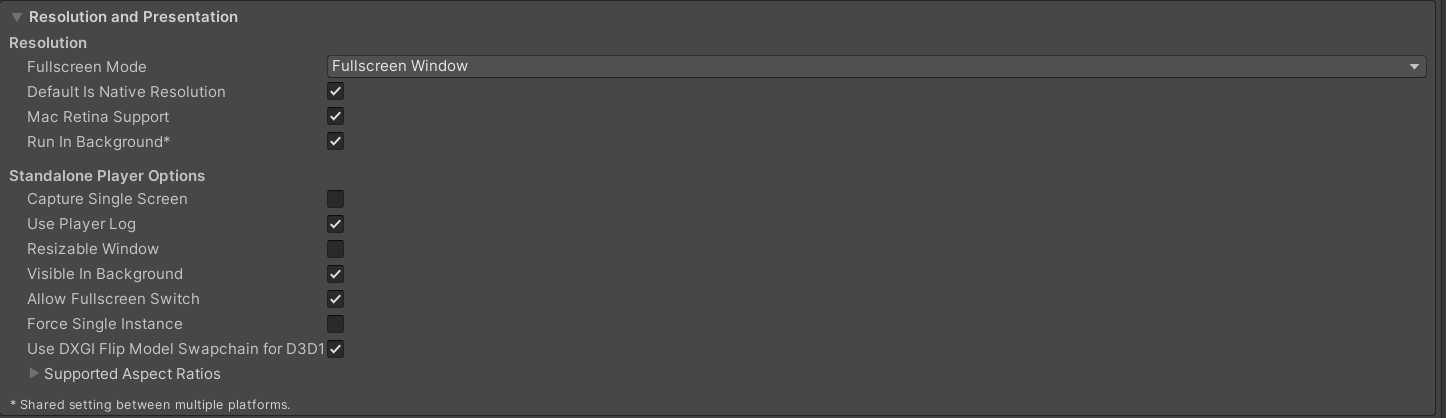 Resolution and Presentation
Resolution
Fullscreen Mode Fullscreen Window
Default Is Native Resolution
Mac Retina Support
Run In Background*
Standalone Player Options
Capture Single Screen
Use Player Log
Resizable Window
Visible In Background
Allow Fullscreen Switch
Force Single Instance
Use DXGI Flip Model Swapchain for D3D1
Supported Aspect Ratios
* Shared setting between multiple platforms.